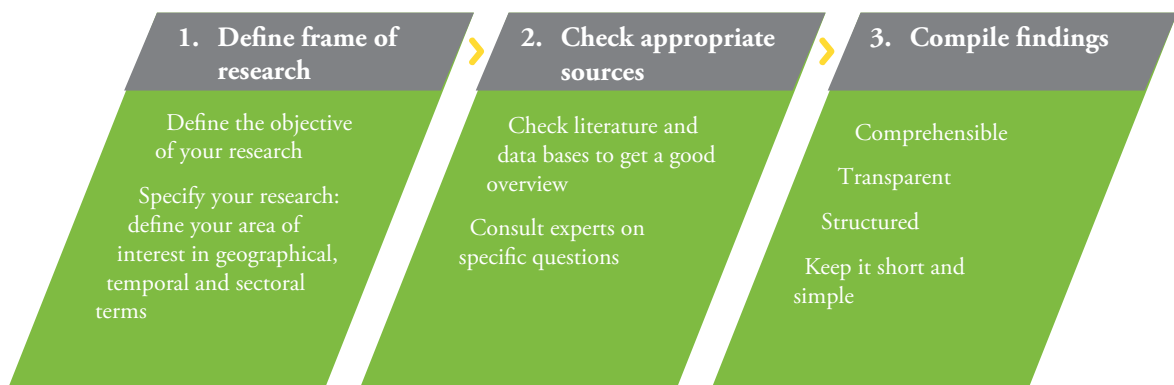 1. Define frame of
research
Define the objective
of your research
Specify your research:
define your area of
interest in geographical,
temporal and sectoral
terms
2. Check appropriate
sources
Check literature and
data bases to get a good
overview
Consult experts on
specific questions
3. Compile findings
Comprehensible
Transparent
Structured
Keep it short and
simple